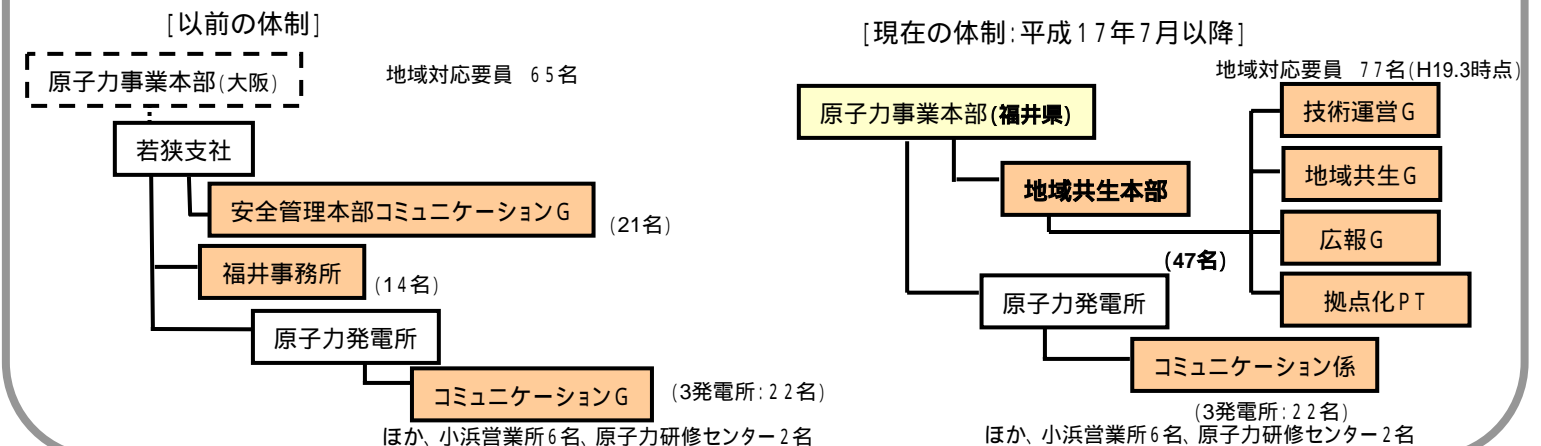 [以前の体制]
原子力事業本部(大阪)
地域対応要員 65名
若狭支社
安全管理本部コミュニケーションG
(21名)
福井事務所
(14名)
原子力発電所
コミュニケーションG
(3発電所:22名)
ほか、小浜営業所6名、原子力研修センター2名
[現在の体制:平成17年7月以降]
地域対応要員 77名(H19.3時点)
原子力事業本部(福井県)
地域共生本部
(47名)
技術運営G
地域共生G
広報G
拠点化PT
原子力発電所
コミュニケーション係
(3発電所:22名)
ほか、小浜営業所6名、原子力研修センター2名